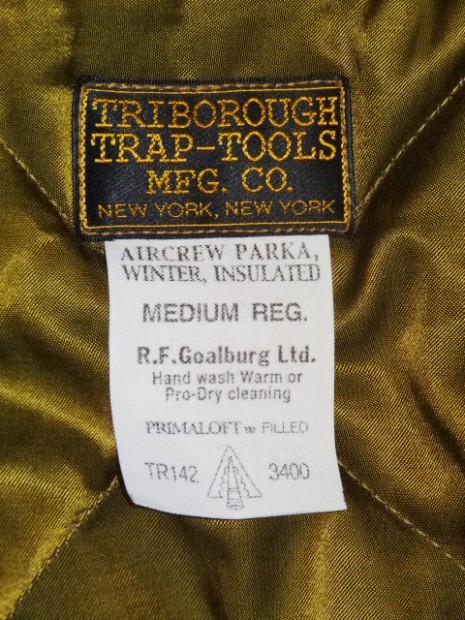 TRIBOROUGH
TRAP-TOOLS
MFG. CO.
NEW YORK, NEW YORK
AIRCREW PARKA,
WINTER, INSULATED
MEDIUM REG.
R.F.Goalburg Ltd.
Hand wash Warm or
Pro-Dry cleaning
PRIMALOFT™ FILLED
TR142 3400